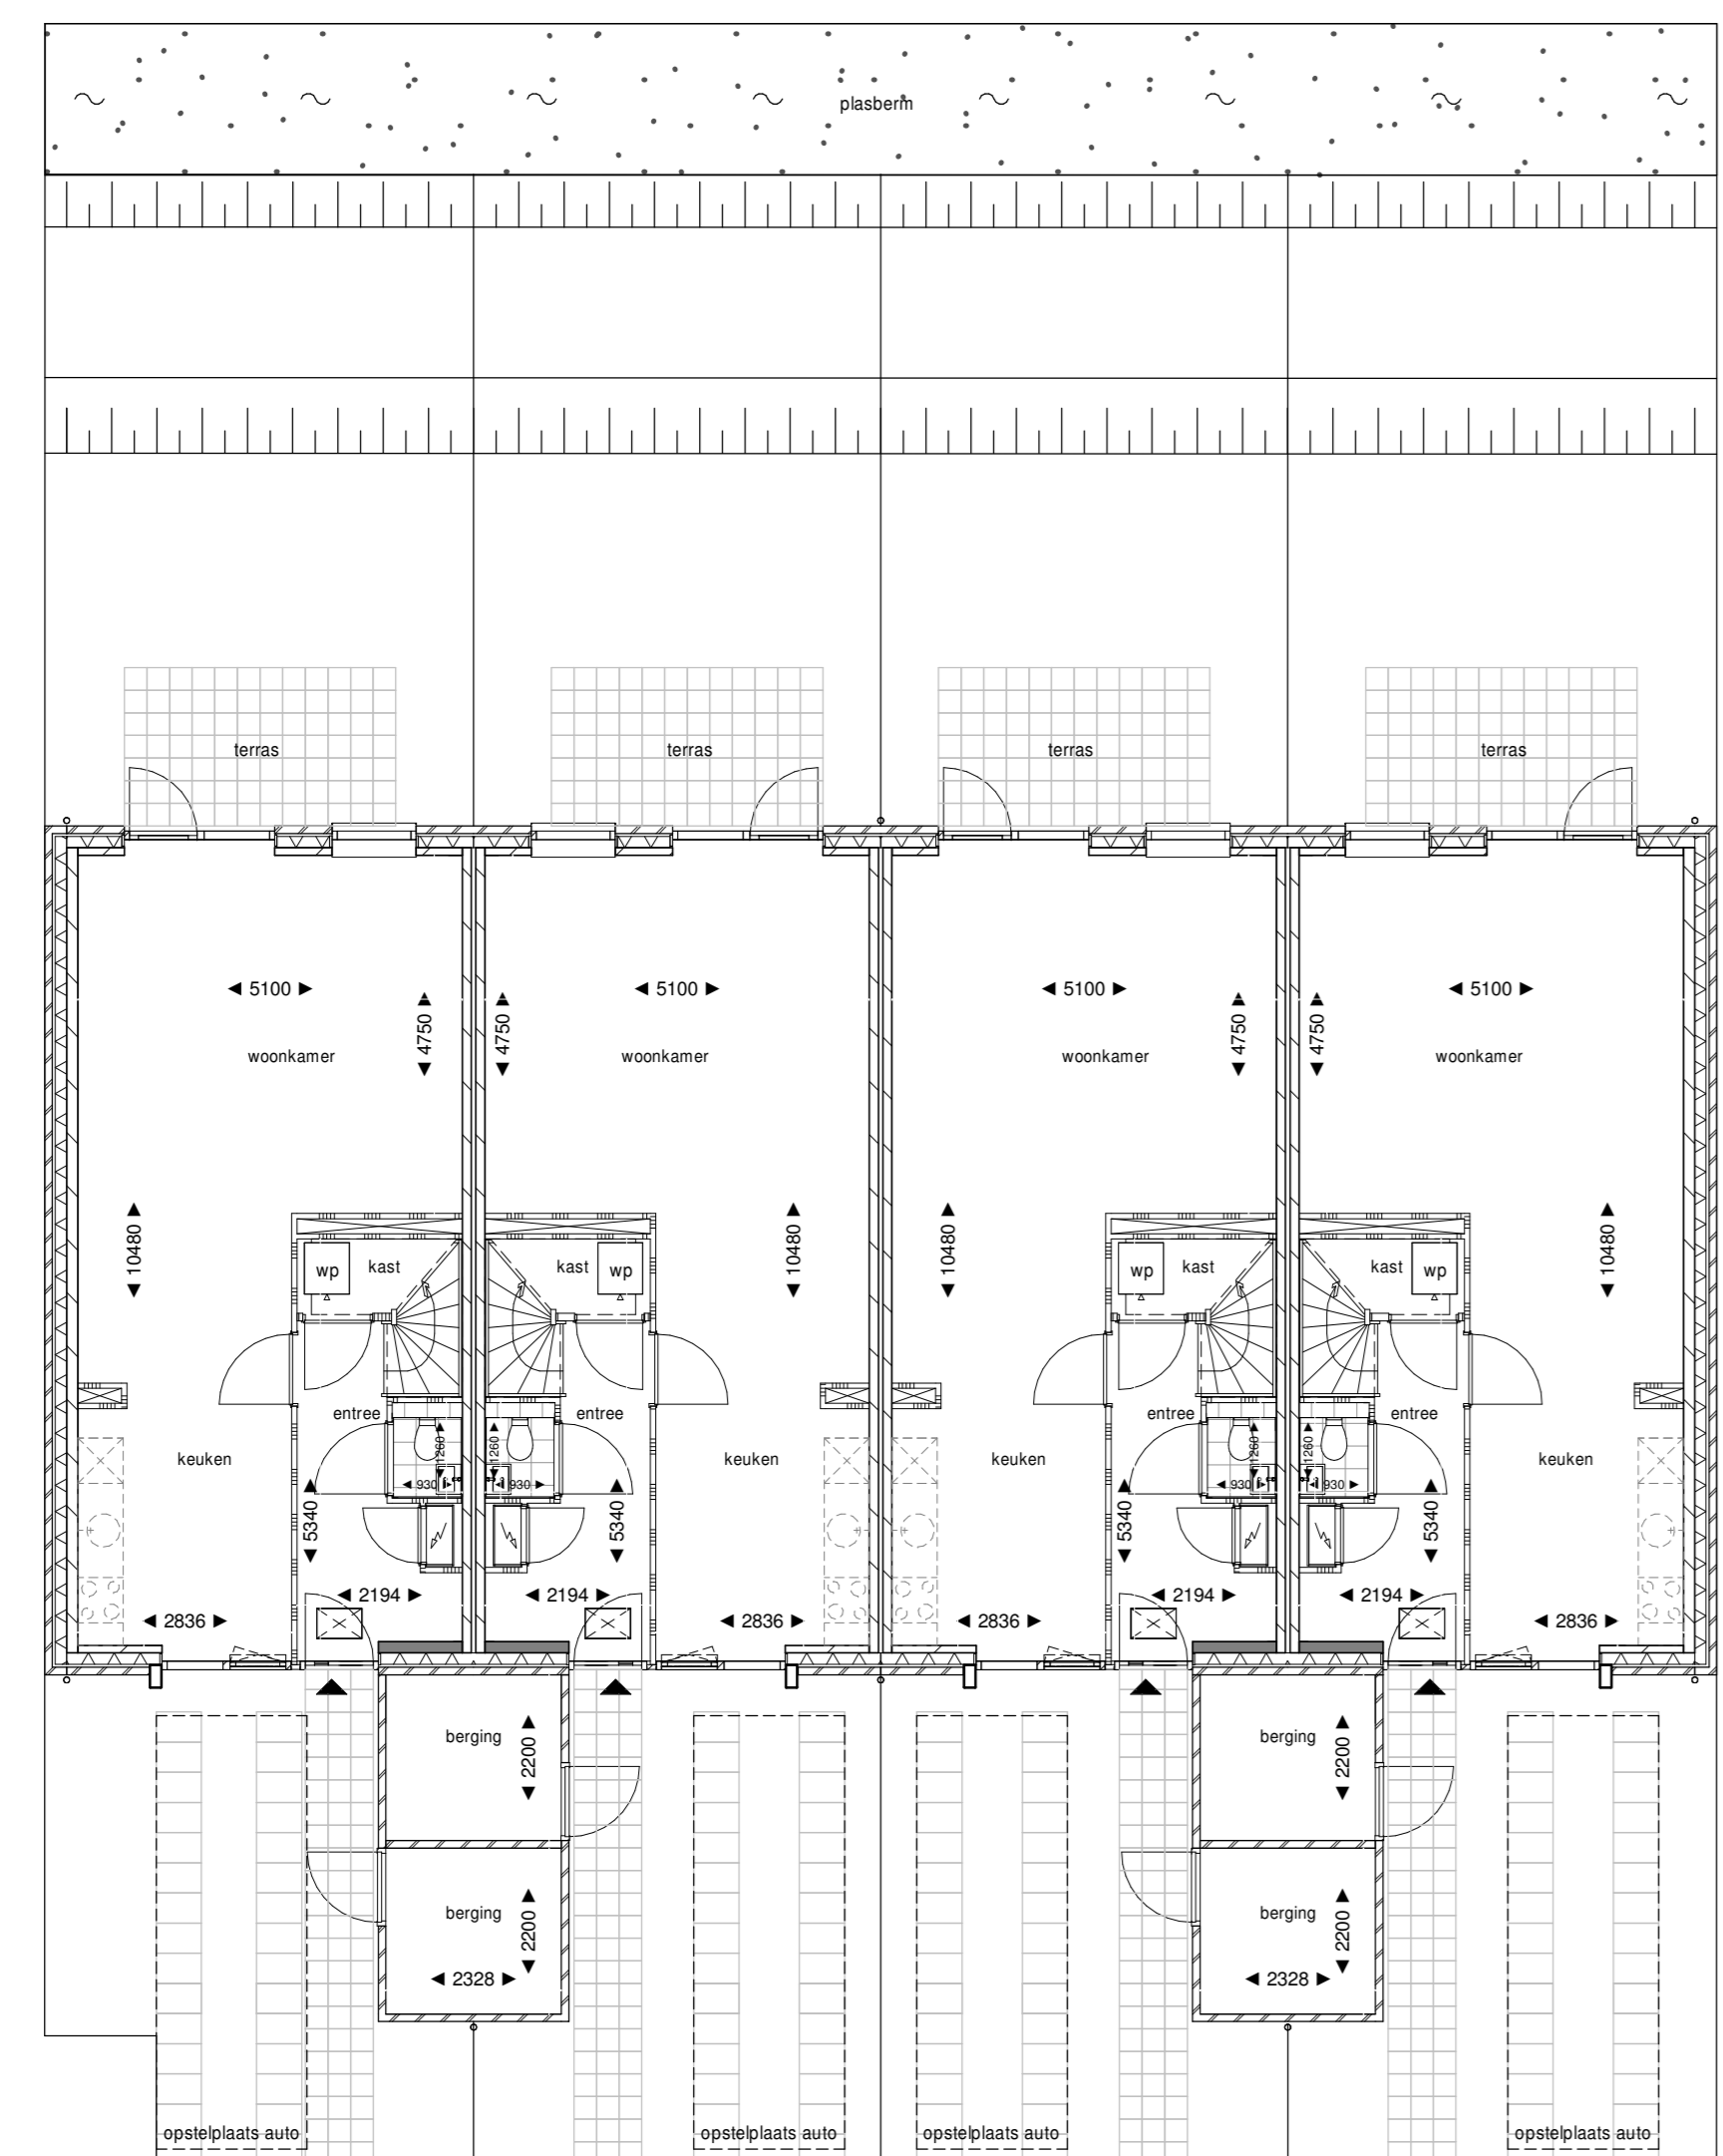 plasberm
terras terras terras terras
5100 5100 5100 5100
4750 4750 4750 4750
woonkamer woonkamer woonkamer woonkamer
10480 10480 10480 10480
wp kast kast wp wp kast kast wp
entree entree entree entree
keuken 1260 1260 keuken keuken 1260 1260 keuken
930 930 930 930
5340 5340 5340 5340
2194 2194 2194 2194
2836 2836 2836 2836
berging berging
2200 2200
berging berging
2200 2200
2328 2328
opstelplaats auto opstelplaats auto opstelplaats auto opstelplaats auto